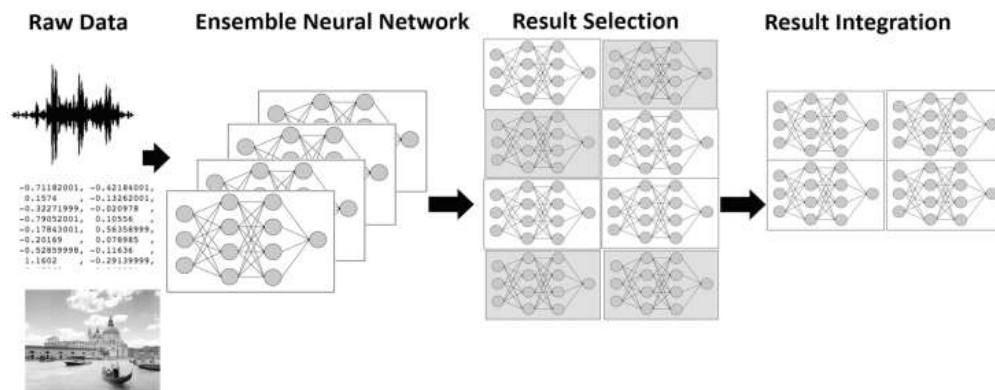 Raw Data
Ensemble Neural Network
Result Selection
Result Integration
-0.71182001, -0.62184001,
0.1574 , -0.13262001,
-0.32271999, -0.020978 ,
-0.79052001, 0.10556 ,
-0.17843001, 0.56358999,
-0.20169 , 0.078985 ,
-0.52859998, -0.11636 ,
1.1602 , -0.29139999,